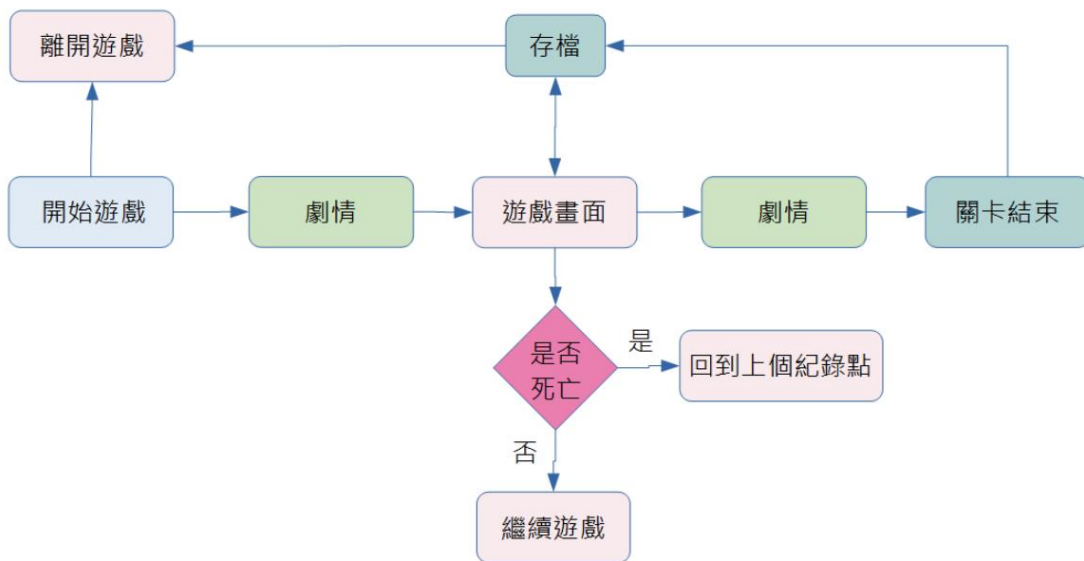 離開遊戲
存檔
開始遊戲
劇情
遊戲畫面
劇情
關卡結束
是否
死亡
是
回到上個紀錄點
否
繼續遊戲